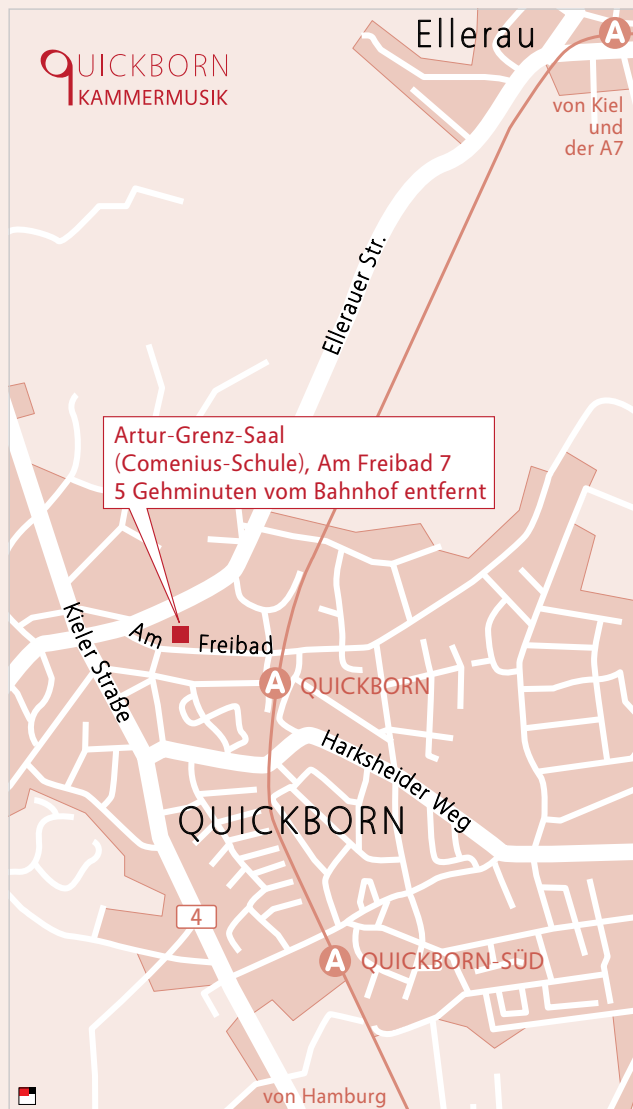 QUICKBORN
KAMMERMUSIK
Ellerau
A
von Kiel
und
der A7
Ellerauer Str.
Artur-Grenz-Saal
(Comenius-Schule), Am Freibad 7
5 Gehminuten vom Bahnhof entfernt
Kieler Straße
Am Freibad
A QUICKBORN
Harksheider Weg
QUICKBORN
4
A QUICKBORN-SÜD
von Hamburg